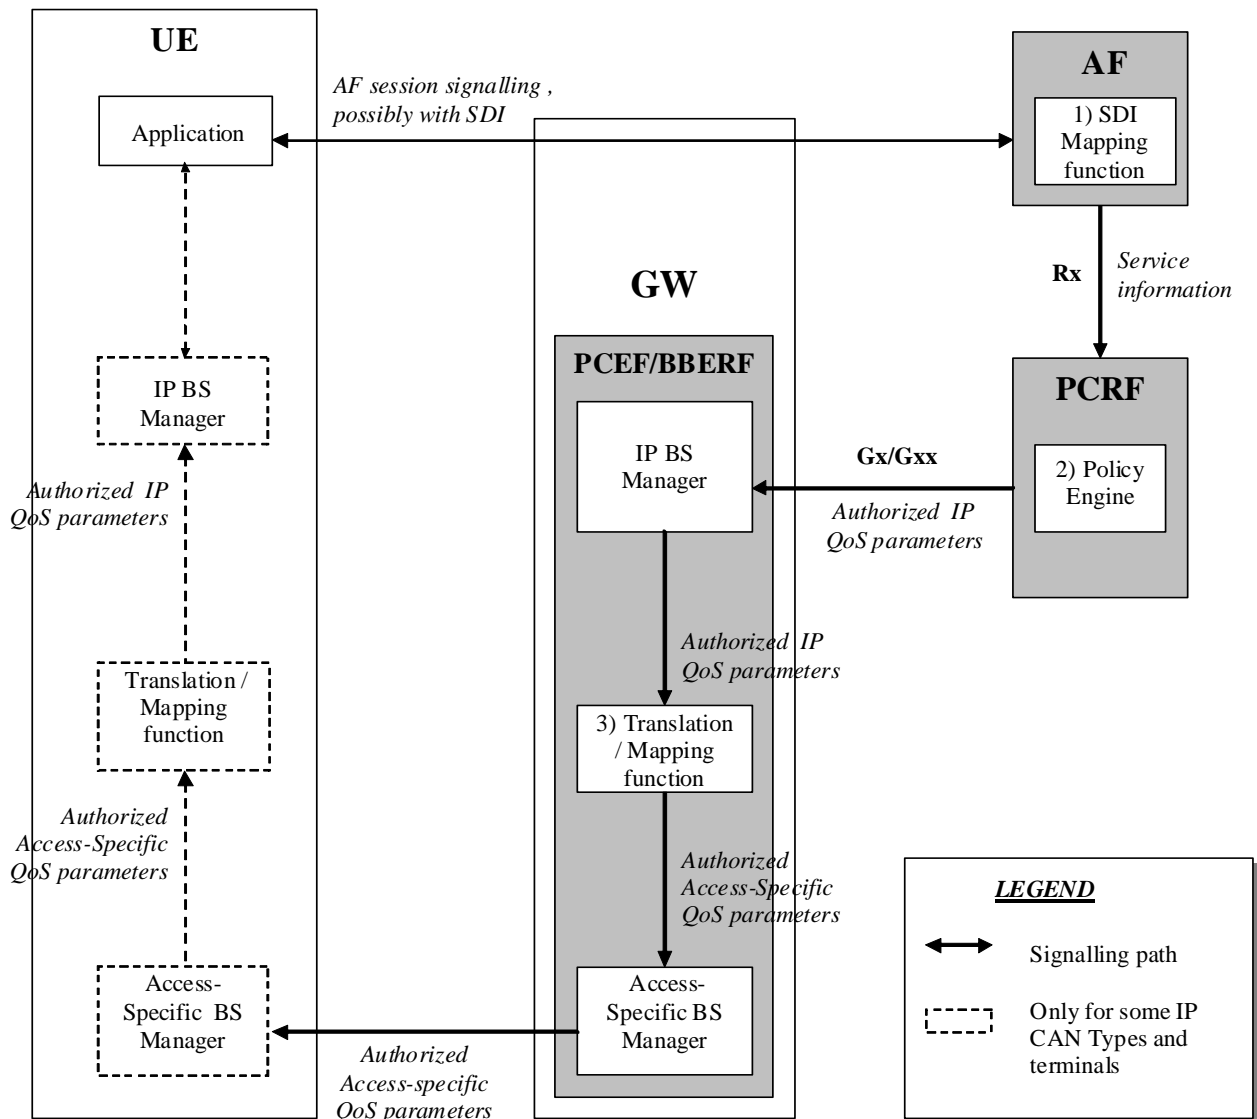 UE
Application
IP BS
Manager
Authorized IP
QoS parameters
Translation /
Mapping
function
Authorized
Access-Specific
QoS parameters
Access-
Specific BS
Manager
AF session signalling ,
possibly with SDI
GW
PCEF/BBERF
IP BS
Manager
Authorized IP
QoS parameters
3) Translation
/ Mapping
function
Authorized
Access-Specific
QoS parameters
Access-
Specific BS
Manager
Authorized
Access-specific
QoS parameters
AF
1) SDI
Mapping
function
Rx
Service
information
PCRF
2) Policy
Engine
Gx/Gxx
Authorized IP
QoS parameters
LEGEND
Signalling path
Only for some IP
CAN Types and
terminals